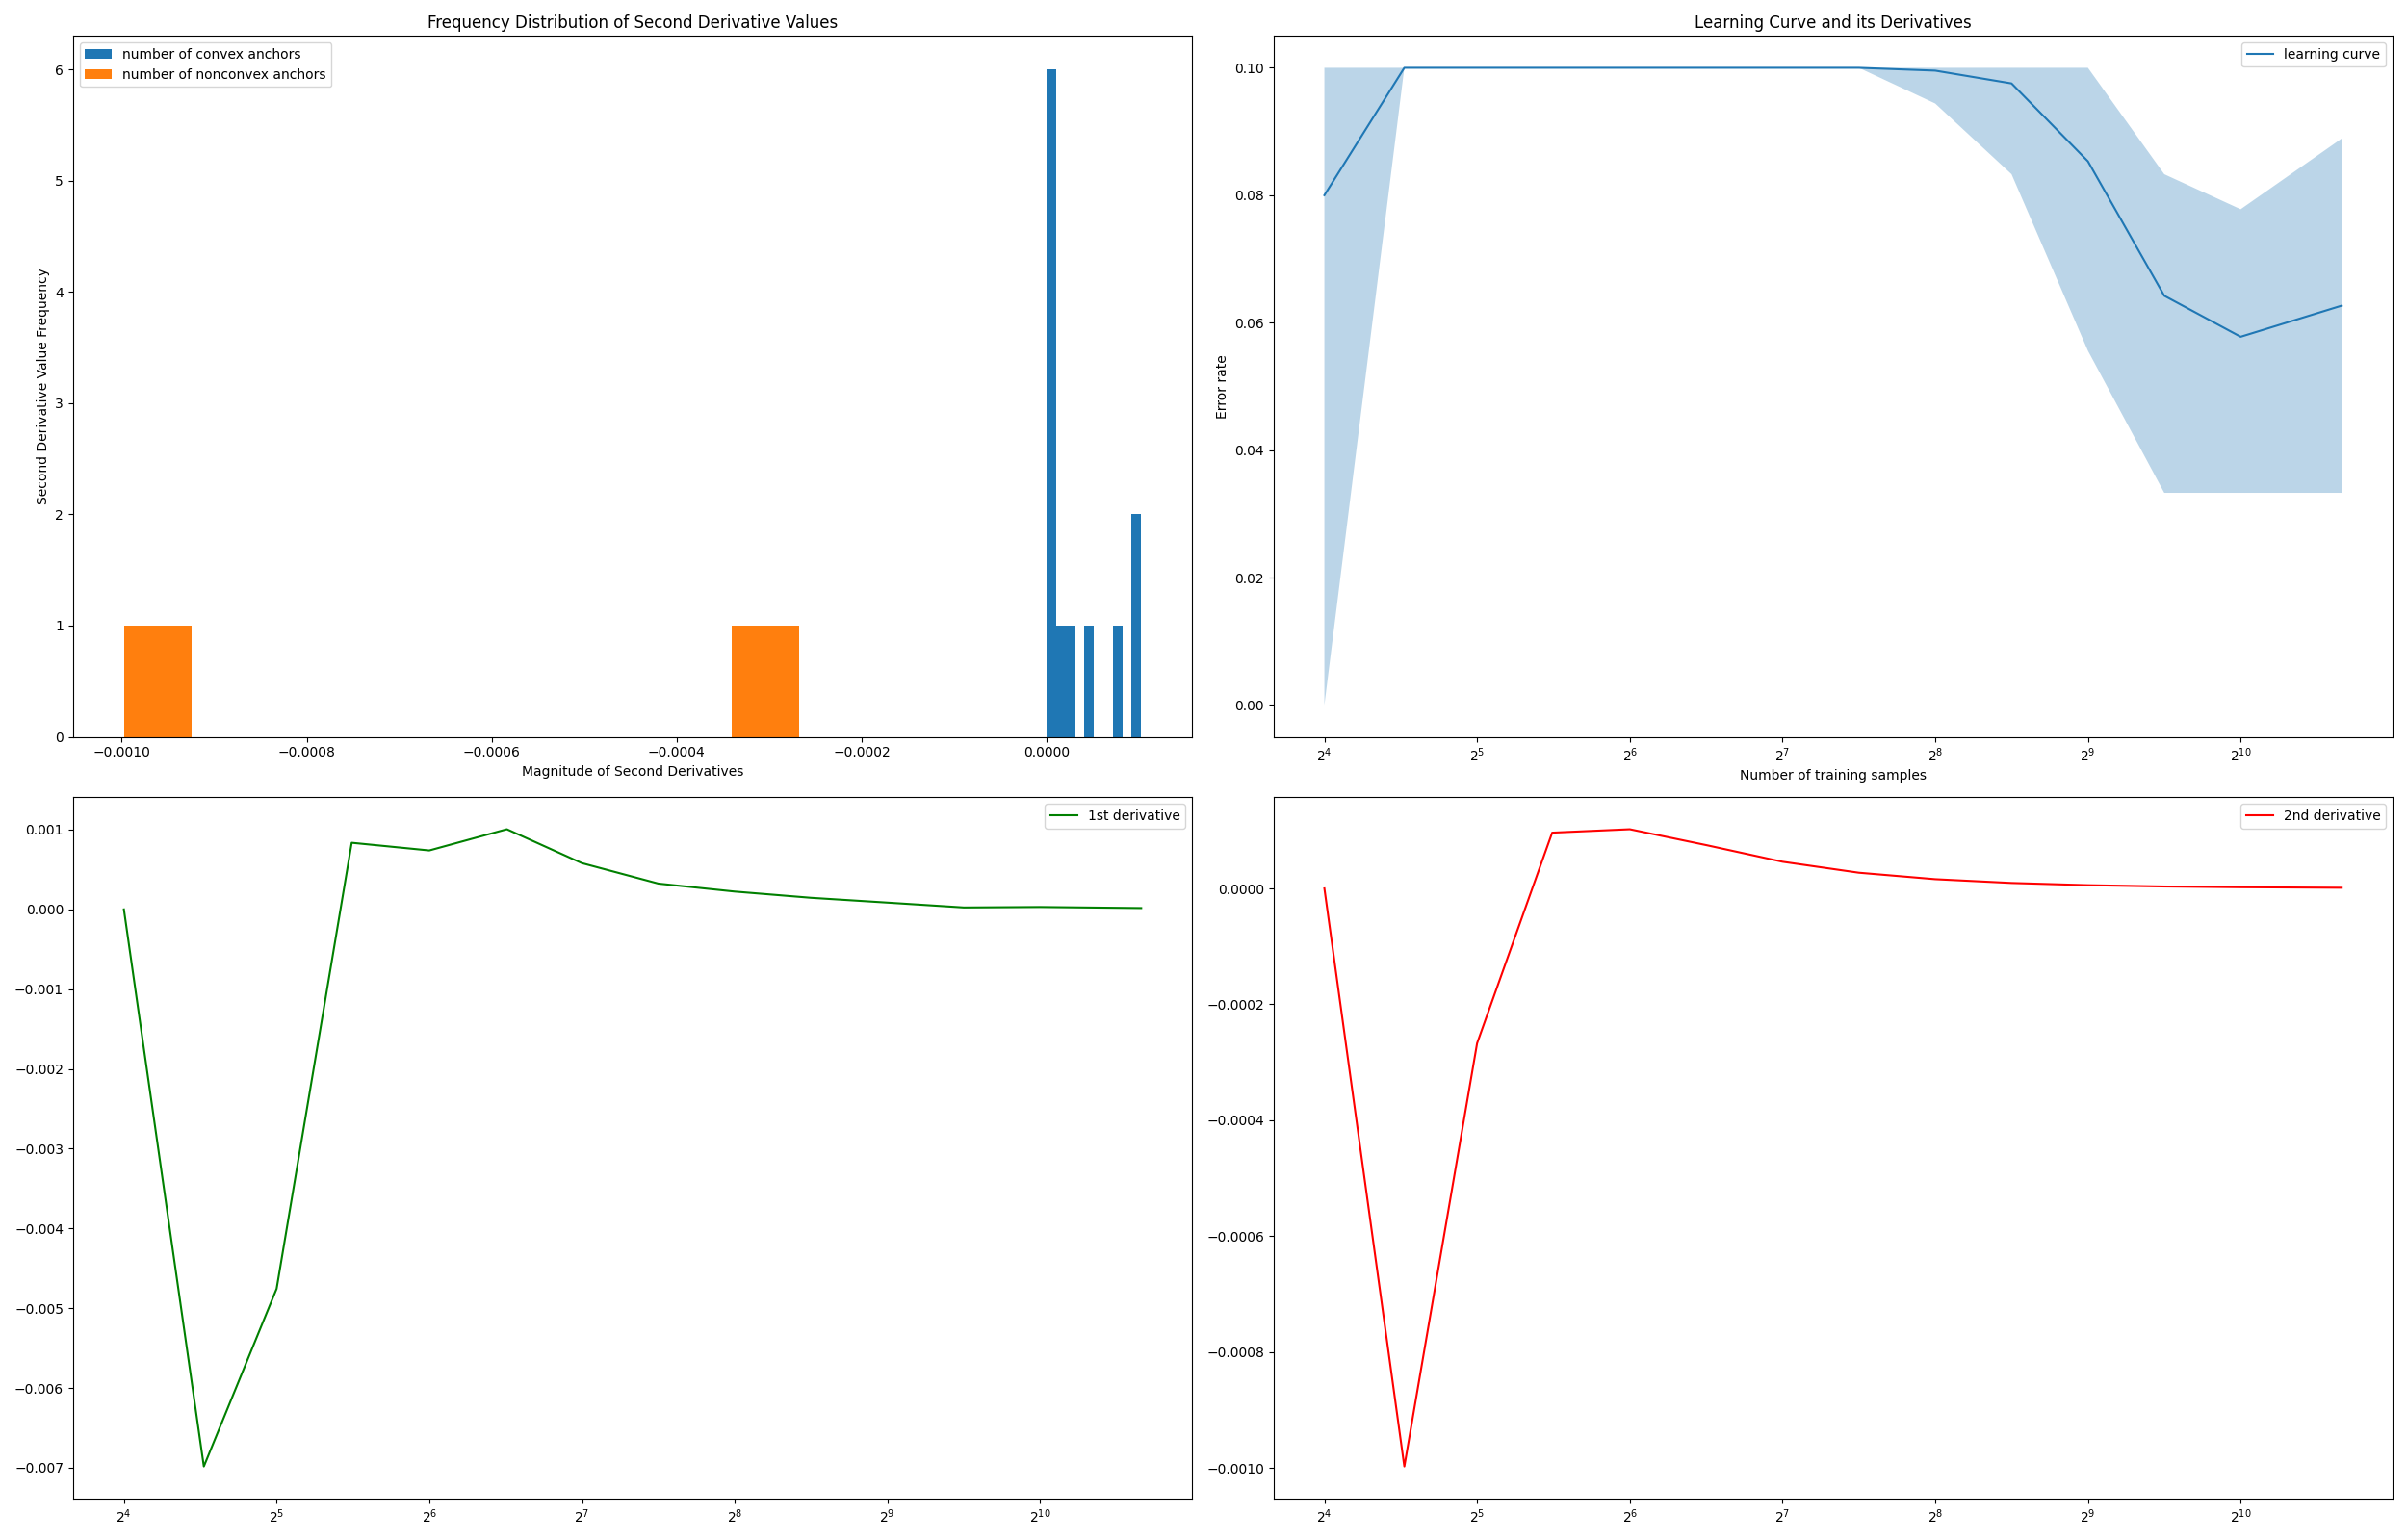 Frequency Distribution of Second Derivative Values
number of convex anchors
number of nonconvex anchors
Second Derivative Value Frequency
6
5
4
3
2
1
0
−0.0010 −0.0008 −0.0006 −0.0004 −0.0002 0.0000
Magnitude of Second Derivatives
Learning Curve and its Derivatives
learning curve
Error rate
0.10
0.08
0.06
0.04
0.02
0.00
2⁴ 2⁵ 2⁶ 2⁷ 2⁸ 2⁹ 2¹⁰
Number of training samples
1st derivative
0.001
0.000
−0.001
−0.002
−0.003
−0.004
−0.005
−0.006
−0.007
2⁴ 2⁵ 2⁶ 2⁷ 2⁸ 2⁹ 2¹⁰
2nd derivative
0.0000
−0.0002
−0.0004
−0.0006
−0.0008
−0.0010
2⁴ 2⁵ 2⁶ 2⁷ 2⁸ 2⁹ 2¹⁰